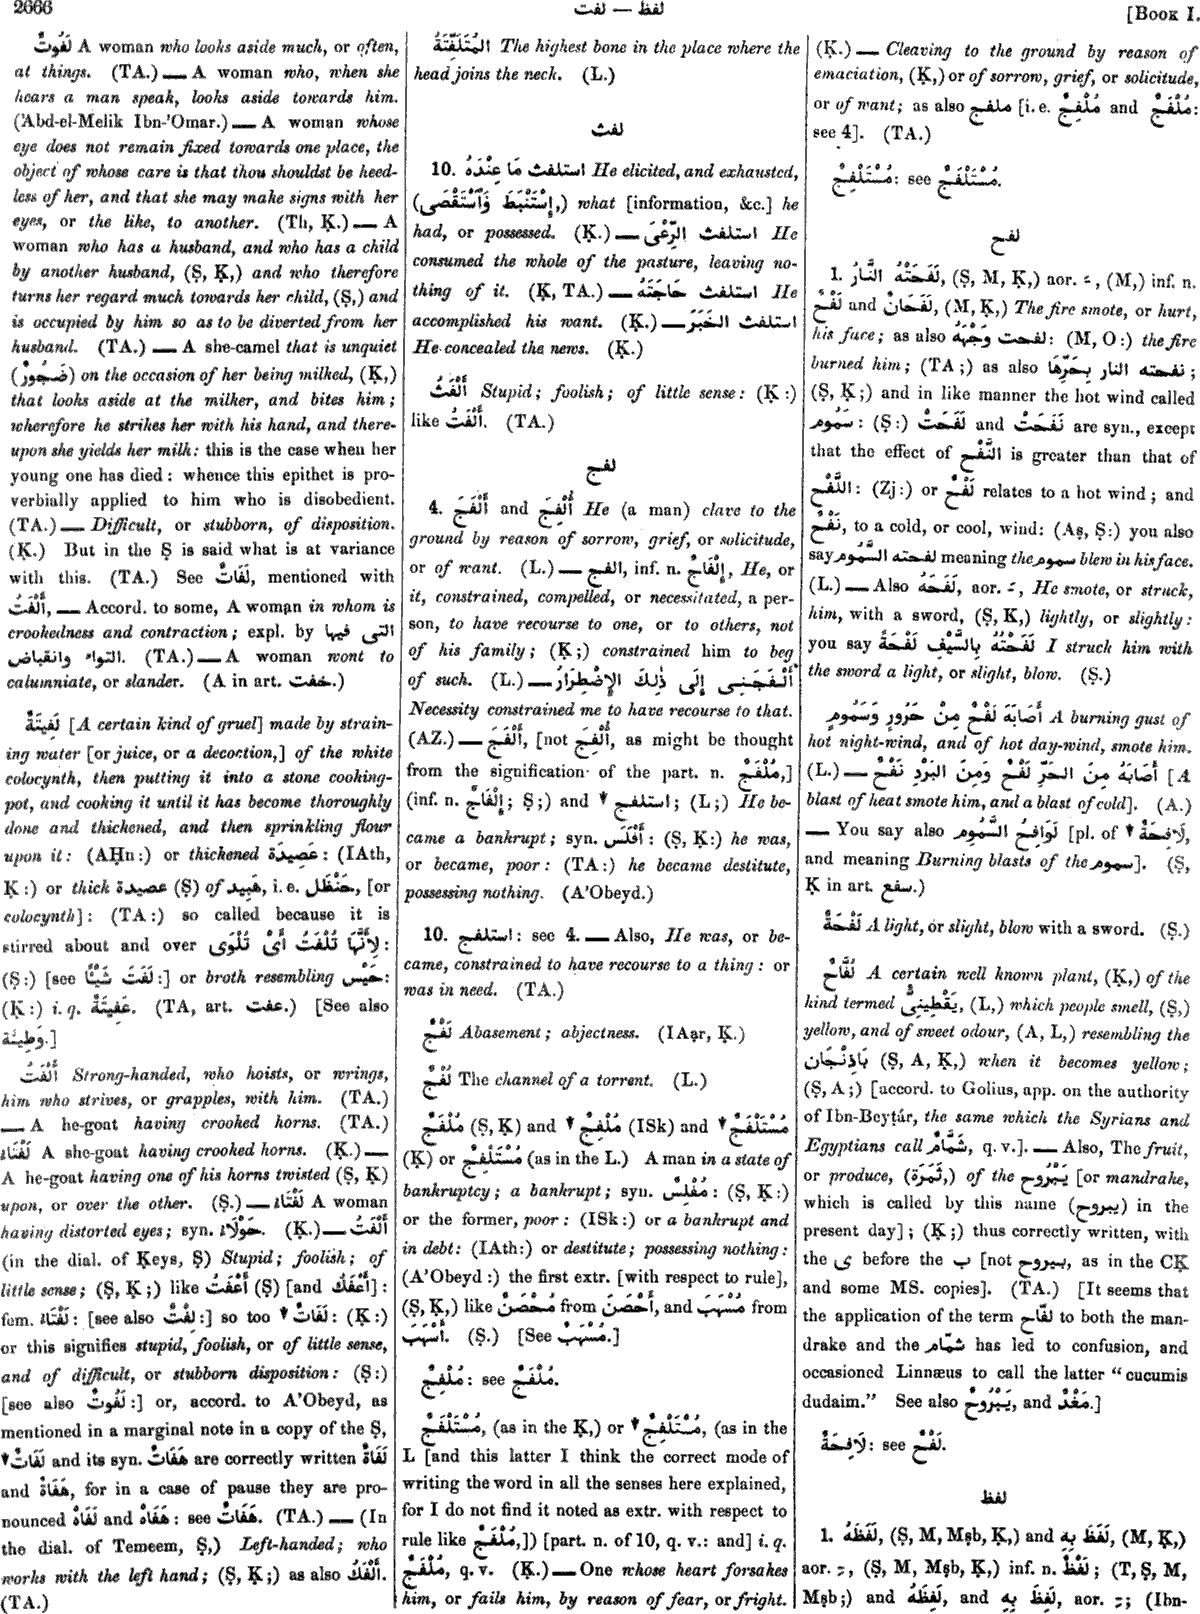 2666
لفت — لفظ
[BOOK I.
لَفُوتٌ A woman who looks aside much, or often,
at things. (TA.) — A woman who, when she
hears a man speak, looks aside towards him.
('Abd-el-Melik Ibn-'Omar.) — A woman whose
eye does not remain fixed towards one place, the
object of whose care is that thou shouldst be heed-
less of her, and that she may make signs with her
eyes, or the like, to another. (Th, Ḳ.) — A
woman who has a husband, and who has a child
by another husband, (Ṣ, Ḳ,) and who therefore
turns her regard much towards her child, (Ṣ,) and
is occupied by him so as to be diverted from her
husband. (TA.) — A she-camel that is unquiet
(ضَجُورٌ) on the occasion of her being milked, (Ḳ,)
that looks aside at the milker, and bites him;
wherefore he strikes her with his hand, and there-
upon she yields her milk: this is the case when her
young one has died: whence this epithet is pro-
verbially applied to him who is disobedient.
(TA.) — Difficult, or stubborn, of disposition.
(Ḳ.) But in the Ṣ is said what is at variance
with this. (TA.) See لَفَاتٌ, mentioned with
أَلْفَتُ. — Accord. to some, A woman in whom is
crookedness and contraction; expl. by التى فيها
التواء وانقباض. (TA.) — A woman wont to
calumniate, or slander. (A in art. خفت.)
لَفِيتَةٌ [A certain kind of gruel] made by strain-
ing water [or juice, or a decoction,] of the white
colocynth, then putting it into a stone cooking-
pot, and cooking it until it has become thoroughly
done and thickened, and then sprinkling flour
upon it: (AḤn:) or thickened عَصِيدَة: (IAth,
Ḳ:) or thick عصيدة (Ṣ) of هَبِيد, i. e. حَنْظَل, [or
colocynth]: (TA:) so called because it is
stirred about and over لِأَنَّهَا تُلْفَتُ أَىْ تُلْوَى:
(Ṣ:) [see لَفَتَ شَيْئًا:] or broth resembling حَيْس:
(Ḳ:) i. q. عَفِيتَةٌ. (TA, art. عفت.) [See also
وَطِيئَة.]
أَلْفَتُ Strong-handed, who hoists, or wrings,
him who strives, or grapples, with him. (TA.)
— A he-goat having crooked horns. (TA.)
لَفْتَاءُ A she-goat having crooked horns. (Ḳ.) —
A he-goat having one of his horns twisted (Ṣ, Ḳ)
upon, or over the other. (Ṣ.) — لَفْتَاءُ A woman
having distorted eyes; syn. حَوْلَاءُ. (Ḳ.) — أَلْفَتُ
(in the dial. of Ḳeys, Ṣ) Stupid; foolish; of
little sense; (Ṣ, Ḳ;) like أَعْفَتُ (Ṣ) [and أَعْفَكُ]:
fem. لَفْتَاءُ: [see also لِفْتٌ:] so too ▼ لَفَاتٌ: (Ḳ:)
or this signifies stupid, foolish, or of little sense,
and of difficult, or stubborn disposition: (Ṣ:)
[see also لَفُوتٌ:] or, accord. to A'Obeyd, as
mentioned in a marginal note in a copy of the Ṣ,
▼ لَفَاتٌ and its syn. هَفَاتٌ are correctly written لَفَاةٌ
and هَفَاةٌ, for in a case of pause they are pro-
nounced لَفَاهْ and هَفَاهْ: see هَفَاتٌ. (TA.) — (In
the dial. of Temeem, Ṣ,) Left-handed; who
works with the left hand; (Ṣ, Ḳ;) as also أَلْفَكُ.
(TA.)
المُتَلَفِّتَةُ The highest bone in the place where the
head joins the neck. (L.)
لفث
10. استلفث مَا عِنْدَهُ He elicited, and exhausted,
(إِسْتَنْبَطَ وَآسْتَقْصَى,) what [information, &c.] he
had, or possessed. (Ḳ.) — استلفث الرِّعْىَ He
consumed the whole of the pasture, leaving no-
thing of it. (Ḳ, TA.) — استلفث حَاجَتَهُ He
accomplished his want. (Ḳ.) — استلفث الخَبَرَ
He concealed the news. (Ḳ.)
أَلْفَثُ Stupid; foolish; of little sense: (Ḳ:)
like أَلْفَتُ. (TA.)
لفج
4. أَلْفَجَ and أُلْفِجَ He (a man) clave to the
ground by reason of sorrow, grief, or solicitude,
or of want. (L.) — الفج, inf. n. إِلْفَاجٌ, He, or
it, constrained, compelled, or necessitated, a per-
son, to have recourse to one, or to others, not
of his family; (Ḳ;) constrained him to beg
of such. (L.) — أَلْفَجَنِى إِلَى ذٰلِكَ الإِضْطِرَارُ
Necessity constrained me to have recourse to that.
(AZ.) — أَلْفَجَ, [not أُلْفِجَ, as might be thought
from the signification of the part. n. مُلْفَجٌ,]
(inf. n. إِلْفَاجٌ; Ṣ;) and ▼ استلفج; (L;) He be-
came a bankrupt; syn. أَفْلَسَ: (Ṣ, Ḳ:) he was,
or became, poor: (TA:) he became destitute,
possessing nothing. (A'Obeyd.)
10. استلفج: see 4. — Also, He was, or be-
came, constrained to have recourse to a thing: or
was in need. (TA.)
لَفْجٌ Abasement; abjectness. (IAạr, Ḳ.)
لُفْجٌ The channel of a torrent. (L.)
مُلْفَجٌ (Ṣ, Ḳ) and ▼ مُلْفِجٌ (ISk) and ▼ مُسْتَلْفَجٌ
(Ḳ) or مُسْتَلْفِجٌ (as in the L.) A man in a state of
bankruptcy; a bankrupt; syn. مُفْلِسٌ: (Ṣ, Ḳ:)
or the former, poor: (ISk:) or a bankrupt and
in debt: (IAth:) or destitute; possessing nothing:
(A'Obeyd:) the first extr. [with respect to rule],
(Ṣ, Ḳ,) like مُحْصَنٌ from أَحْصَنَ, and مُسْهَبٌ from
أَسْهَبَ. (Ṣ.) [See مُسْهَبٌ.]
مُلْفِجٌ: see مُلْفَجٌ.
مُسْتَلْفَجٌ, (as in the Ḳ,) or ▼ مُسْتَلْفِجٌ, (as in the
L [and this latter I think the correct mode of
writing the word in all the senses here explained,
for I do not find it noted as extr. with respect to
rule like مُلْفَجٌ,]) [part. n. of 10, q. v.: and] i. q.
مُلْفَجٌ, q. v. (Ḳ.) — One whose heart forsakes
him, or fails him, by reason of fear, or fright.
(Ḳ.) — Cleaving to the ground by reason of
emaciation, (Ḳ,) or of sorrow, grief, or solicitude,
or of want; as also ملفج [i. e. مُلْفِجٌ and مُلْفَجٌ:
see 4]. (TA.)
مُسْتَلْفِجٌ: see مُسْتَلْفَجٌ.
لفح
1. لَفَحَتْهُ النَّارُ, (Ṣ, M, Ḳ,) aor. ـَ, (M,) inf. n.
لَفْحٌ and لَفَحَانٌ, (M, Ḳ,) The fire smote, or hurt,
his face; as also لفحت وَجْهَهُ: (M, O:) the fire
burned him; (TA;) as also نفحته النار بِحَرِّهَا;
(Ṣ, Ḳ;) and in like manner the hot wind called
سَمُوم: (Ṣ:) لَفَحَتْ and نَفَحَتْ are syn., except
that the effect of النَّفْح is greater than that of
اللَّفْح: (Zj:) or لَفْحٌ relates to a hot wind; and
نَفْحٌ, to a cold, or cool, wind: (Aṣ, Ṣ:) you also
say لفحته السَّمُوم meaning the سموم blew in his face.
(L.) — Also لَفَحَهُ, aor. ـَ, He smote, or struck,
him, with a sword, (Ṣ, K,) lightly, or slightly:
you say لَفَحْتُهُ بِالسَّيْفِ لَفْحَةً I struck him with
the sword a light, or slight, blow. (Ṣ.)
أَصَابَهُ لَفْحٌ مِنْ حَرُورٍ وَسَمُومٍ A burning gust of
hot night-wind, and of hot day-wind, smote him.
(L.) — أَصَابَهُ مِنَ الحَرِّ لَفْحٌ وَمِنَ البَرْدِ نَفْحٌ [A
blast of heat smote him, and a blast of cold]. (A.)
— You say also لَوَافِحُ السَّمُومِ [pl. of ▼ لَافِحَةٌ,
and meaning Burning blasts of the سموم]. (Ṣ,
Ḳ in art. سفع.)
لَفْحَةٌ A light, or slight, blow with a sword. (Ṣ.)
لُفَّاحٌ A certain well known plant, (Ḳ,) of the
kind termed يَقْطِينِىٌّ, (L,) which people smell, (Ṣ,)
yellow, and of sweet odour, (A, L,) resembling the
بَاذِنْجَان (Ṣ, A, Ḳ,) when it becomes yellow;
(Ṣ, A;) [accord. to Golius, app. on the authority
of Ibn-Beyṭár, the same which the Syrians and
Egyptians call شَمَّامٌ, q. v.]. — Also, The fruit,
or produce, (ثَمَرَة,) of the يَبْرُوح [or mandrake,
which is called by this name (يبروح) in the
present day]; (Ḳ;) thus correctly written, with
the ى before the ب [not بيروح, as in the CḲ
and some MS. copies]. (TA.) [It seems that
the application of the term لفّاح to both the man-
drake and the شمّام has led to confusion, and
occasioned Linnæus to call the latter "cucumis
dudaim." See also يَبْرُوحٌ, and مَغْدٌ.]
لَافِحَةٌ: see لَفْحٌ.
لفظ
1. لَفَظَهُ, (Ṣ, M, Mṣb, Ḳ,) and لَفَظَ بِهِ, (M, Ḳ,)
aor. ـِ, (Ṣ, M, Mṣb, Ḳ,) inf. n. لَفْظٌ; (T, Ṣ, M,
Mṣb;) and لَفِظَهُ, and لَفِظَ بِهِ, aor. ـَ; (Ibn-